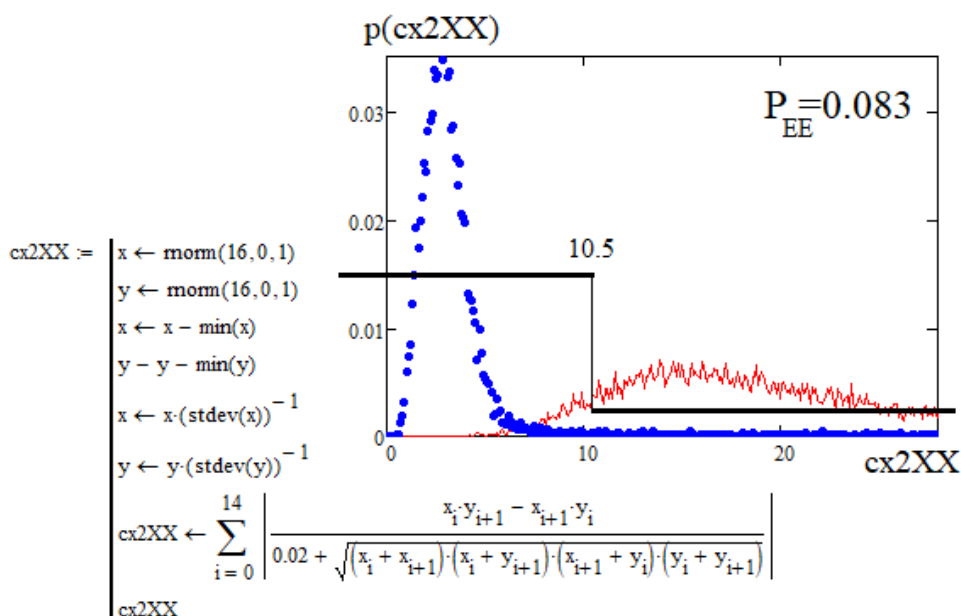 p(cx2XX)
P_EE=0.083
0.03
0.02
0.01
0
10.5
0 10 20
cx2XX
cx2XX := x ← rnorm(16,0,1)
y ← rnorm(16,0,1)
x ← x − min(x)
y − y − min(y)
x ← x·(stdev(x))^−1
y ← y·(stdev(y))^−1
cx2XX ← ∑_{i = 0}^{14} | (x_i·y_{i+1} − x_{i+1}·y_i) / (0.02 + √((x_i + x_{i+1})·(x_i + y_{i+1})·(x_{i+1} + y_i)·(y_i + y_{i+1}))) |
cx2XX